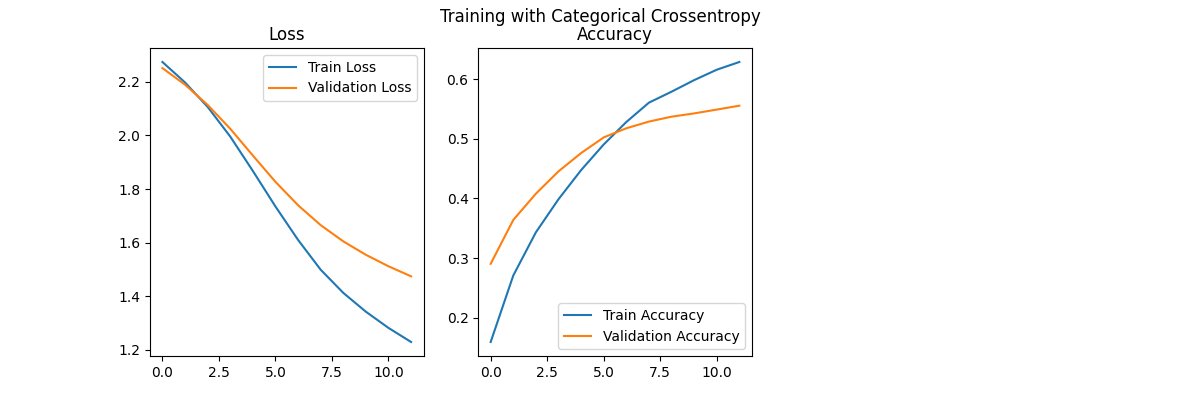 Training with Categorical Crossentropy
Loss
Train Loss
Validation Loss
2.2
2.0
1.8
1.6
1.4
1.2
0.0 2.5 5.0 7.5 10.0
Accuracy
0.6
0.5
0.4
0.3
0.2
Train Accuracy
Validation Accuracy
0.0 2.5 5.0 7.5 10.0